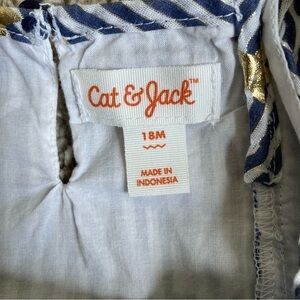 Cat & Jack™
18M
MADE IN
INDONESIA